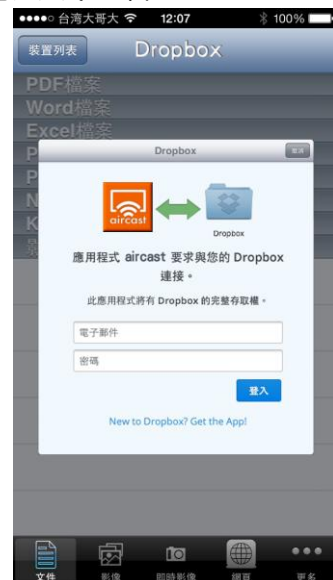 台湾大哥大 12:07 100%
裝置列表 Dropbox
PDF檔案
Word檔案
Excel檔案
P
P
N
K
Dropbox 取消
aircast
Dropbox
應用程式 aircast 要求與您的 Dropbox
連接。
此應用程式將有 Dropbox 的完整存取權。
電子郵件
密碼
登入
New to Dropbox? Get the App!
文件 影像 即時影像 網頁 更多